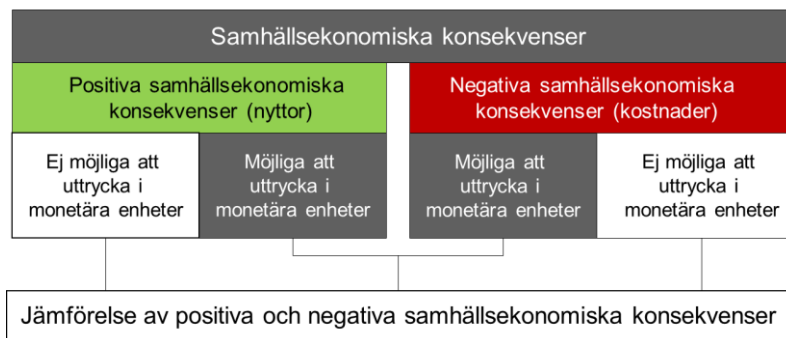 Samhällsekonomiska konsekvenser
Positiva samhällsekonomiska
konsekvenser (nyttor)
Negativa samhällsekonomiska
konsekvenser (kostnader)
Ej möjliga att
uttrycka i
monetära enheter
Möjliga att
uttrycka i
monetära enheter
Möjliga att
uttrycka i
monetära enheter
Ej möjliga att
uttrycka i
monetära enheter
Jämförelse av positiva och negativa samhällsekonomiska konsekvenser